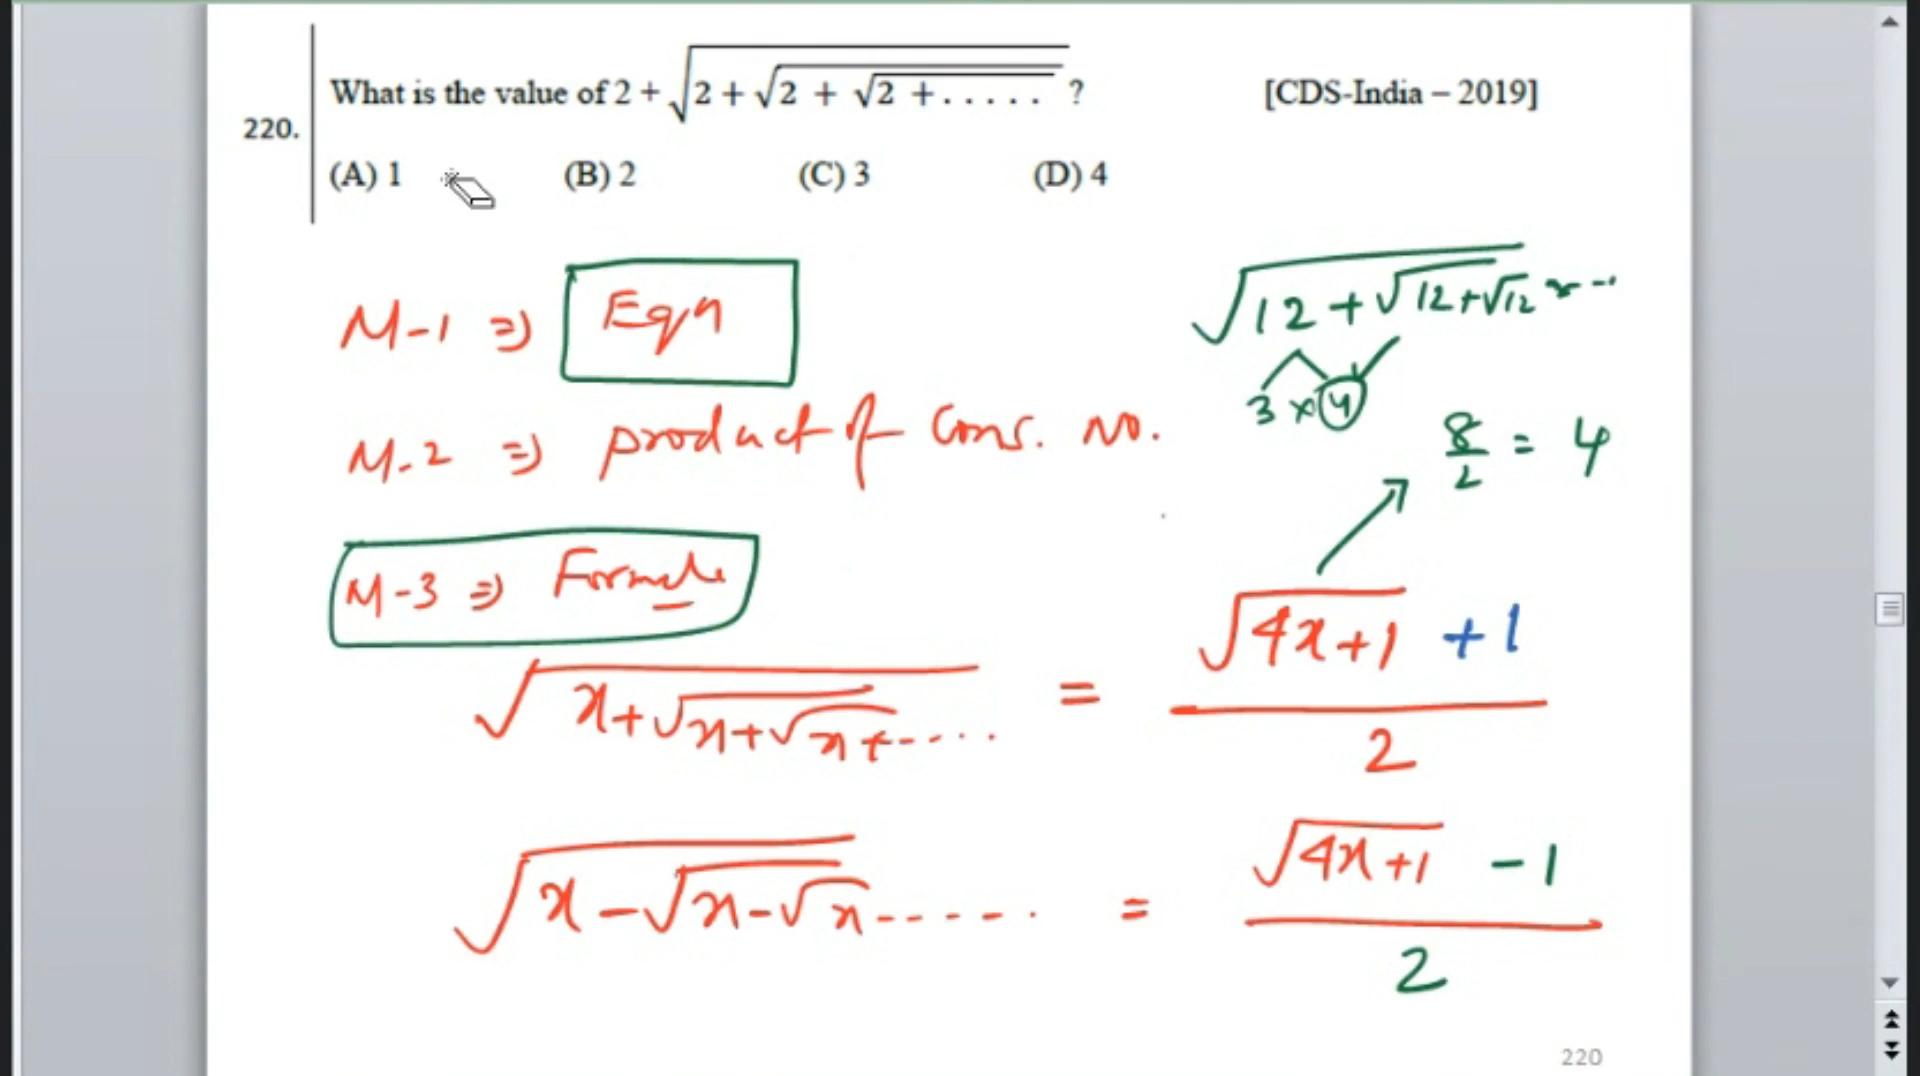 What is the value of 2 + √2 + √2 + √2 + ..... ? [CDS-India – 2019]
220.
(A) 1 (B) 2 (C) 3 (D) 4
M-1 ⇒ Eqn
√12 + √12+√12
3 × 4
M-2 ⇒ product of Cons. No.
8/2 = 4
M-3 ⇒ Formula
√x+√x+√x+..... = (√4x+1 +1)/2
√x-√x-√x------. = (√4x+1 -1)/2
220